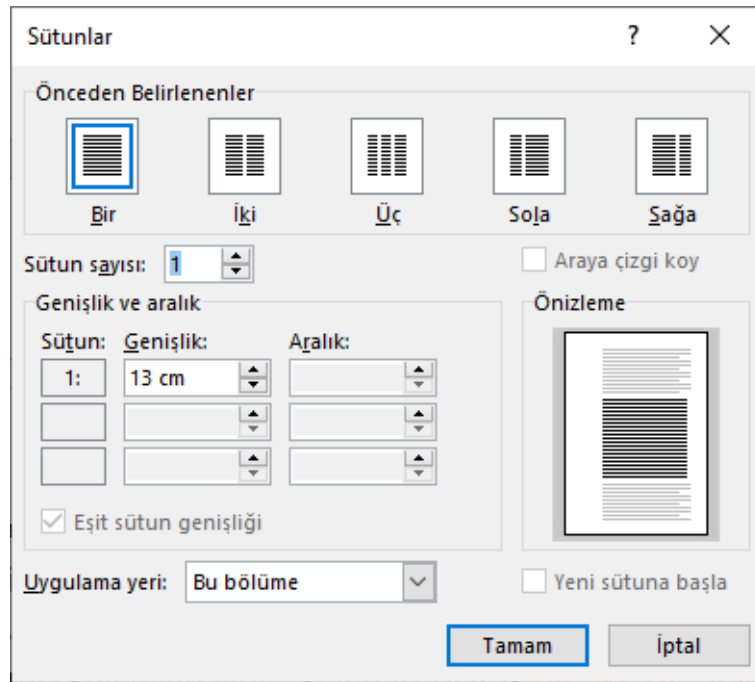 Sütunlar
Önceden Belirlenenler
Bir İki Üç Sola Sağa
Sütun sayısı: 1 Araya çizgi koy
Genişlik ve aralık Önizleme
Sütun: Genişlik: Aralık:
1: 13 cm
Eşit sütun genişliği
Uygulama yeri: Bu bölüme Yeni sütuna başla
Tamam İptal